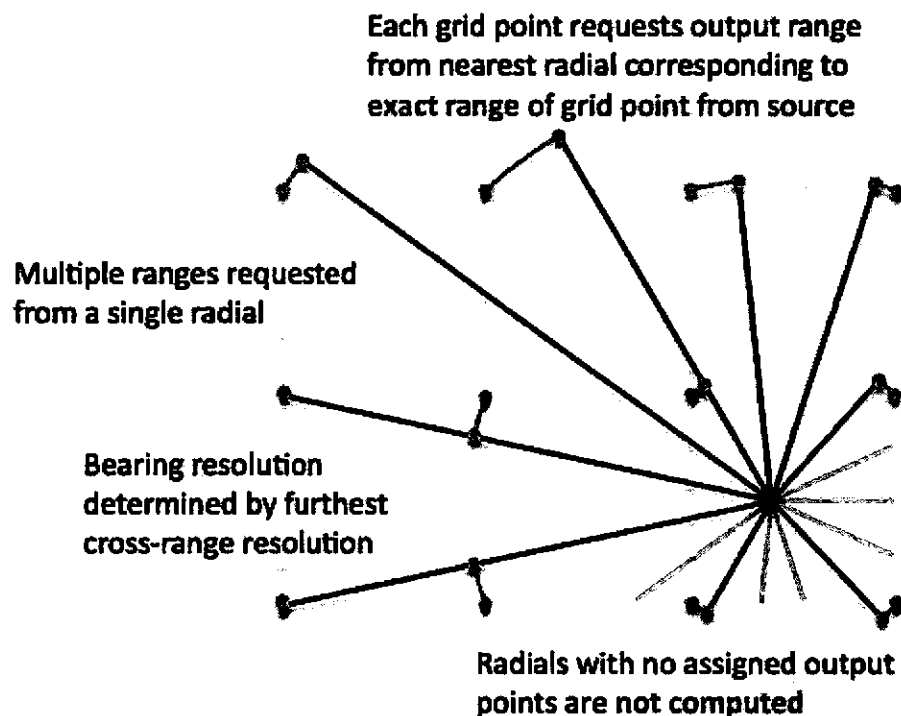 Each grid point requests output range
from nearest radial corresponding to
exact range of grid point from source
Multiple ranges requested
from a single radial
Bearing resolution
determined by furthest
cross-range resolution
Radials with no assigned output
points are not computed